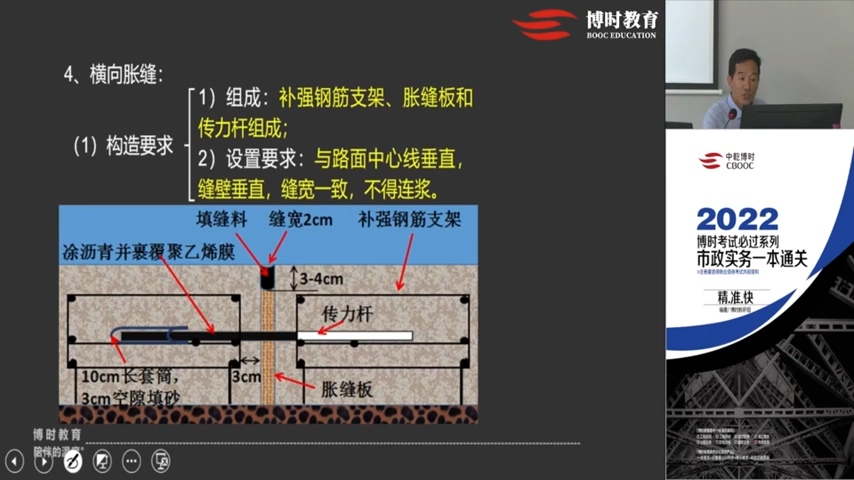 博时教育
BOOC EDUCATION
4、横向胀缝：
（1）构造要求
1）组成：补强钢筋支架、胀缝板和
传力杆组成；
2）设置要求：与路面中心线垂直，
缝壁垂直，缝宽一致，不得连浆。
填缝料 缝宽2cm 补强钢筋支架
涂沥青并裹覆聚乙烯膜
3-4cm
传力杆
3cm
10cm长套筒，
3cm空隙填砂
胀缝板
博时教育
陪伴的温度
中乾博时
CBOOC
2022
博时考试必过系列
市政实务一本通关
精.准.快